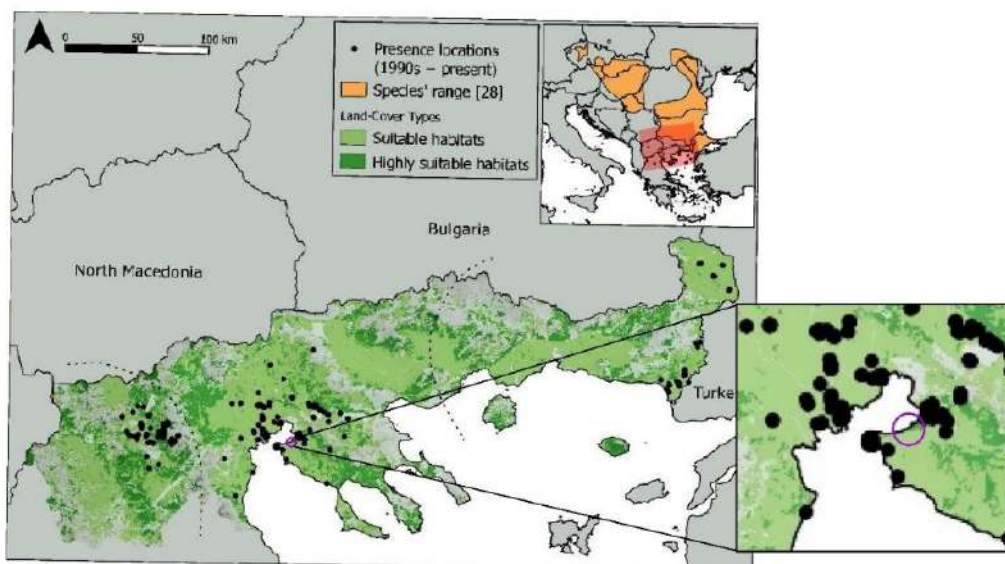 0 50 100 km
Presence locations
(1990s – present)
Species' range [28]
Land-Cover Types
Suitable habitats
Highly suitable habitats
Bulgaria
North Macedonia
Turke